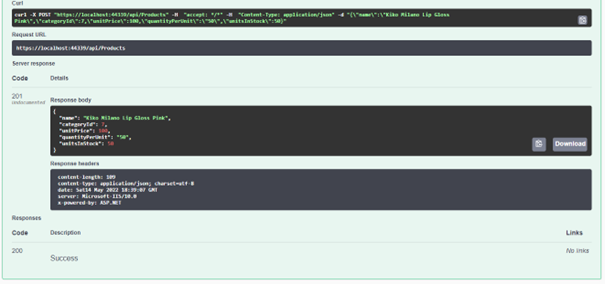 Curl
curl -X POST "https://localhost:44339/api/Products" -H "accept: */*" -H "Content-Type: application/json" -d "{\"name\":\"Kiko Milano Lip Gloss
Pink\",\"categoryId\":7,\"unitPrice\":100,\"quantityPerUnit\":\"50\",\"unitsInStock\":50}"
Request URL
https://localhost:44339/api/Products
Server response
Code Details
201
undocumented
Response body
{
"name": "Kiko Milano Lip Gloss Pink",
"categoryId": 7,
"unitPrice": 100,
"quantityPerUnit": "50",
"unitsInStock": 50
}
Download
Response headers
content-length: 109
content-type: application/json; charset=utf-8
date: Sat14 May 2022 18:39:07 GMT
server: Microsoft-IIS/10.0
x-powered-by: ASP.NET
Responses
Code Description Links
200 Success No links